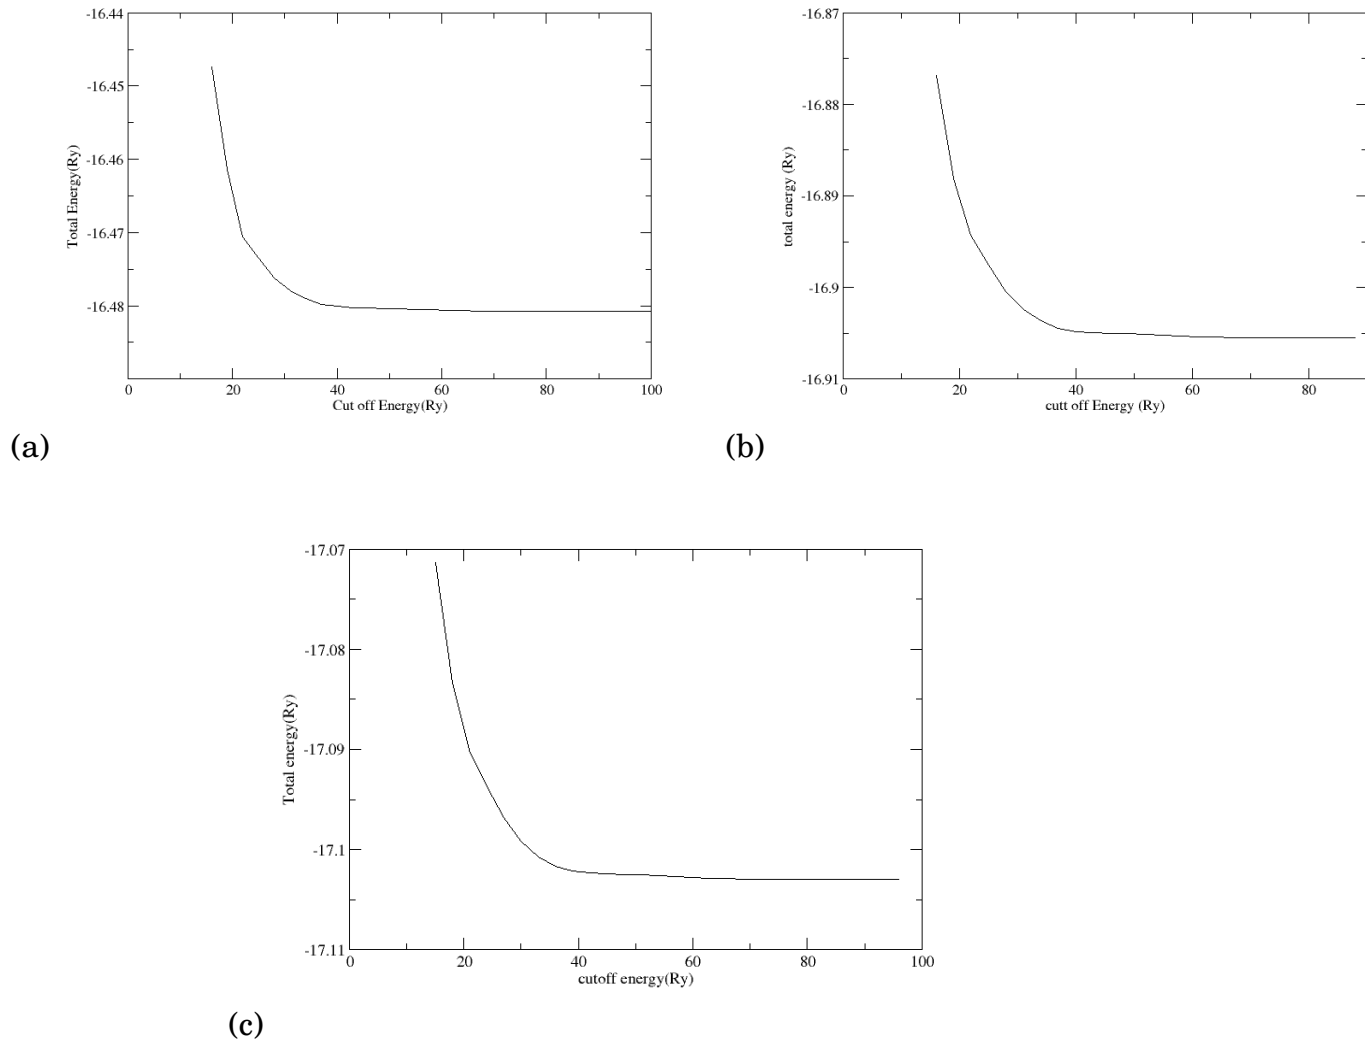 -16.44
-16.45
-16.46
-16.47
-16.48
Total Energy(Ry)
0 20 40 60 80 100
Cut off Energy(Ry)
(a)
-16.87
-16.88
-16.89
-16.9
-16.91
total energy (Ry)
0 20 40 60 80
cutt off Energy (Ry)
(b)
-17.07
-17.08
-17.09
-17.1
-17.11
Total energy(Ry)
0 20 40 60 80 100
cutoff energy(Ry)
(c)